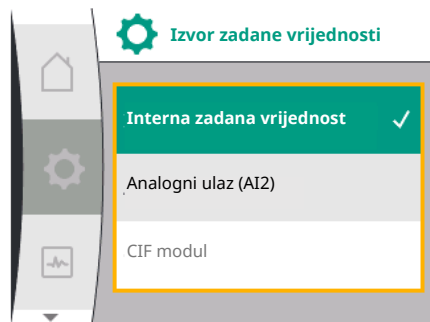 Izvor zadane vrijednosti
Interna zadana vrijednost
Analogni ulaz (AI2)
CIF modul